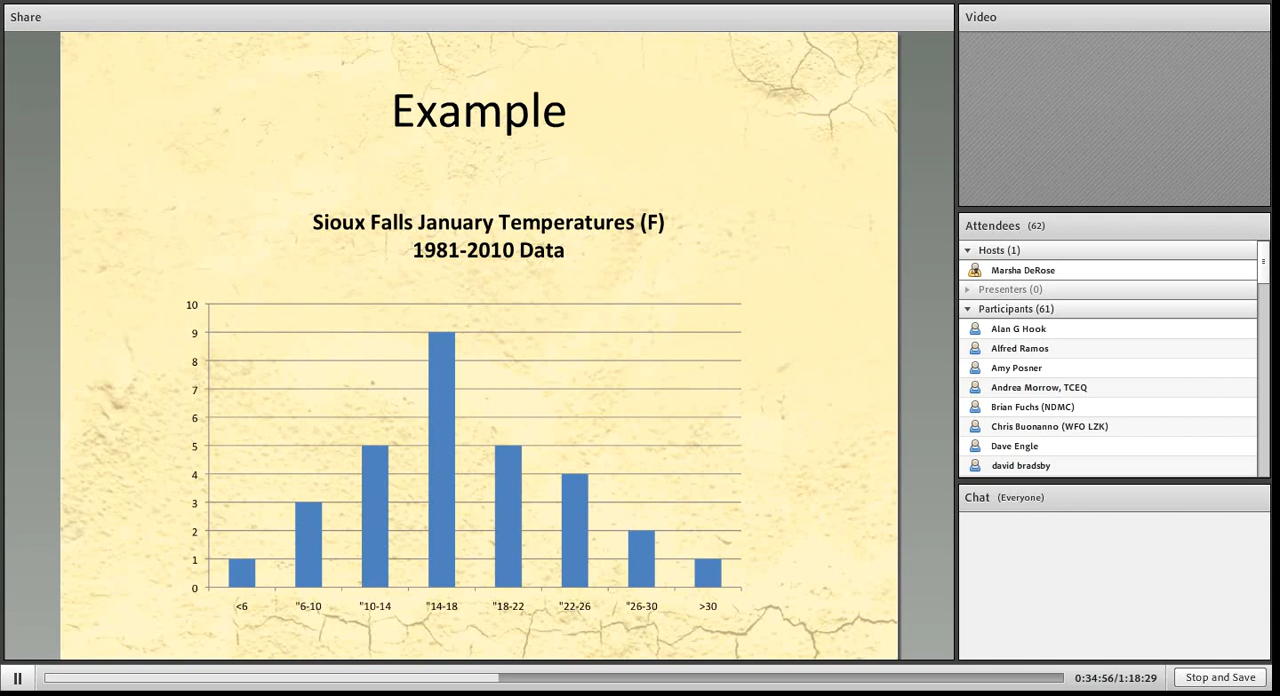 Share
Example
Sioux Falls January Temperatures (F)
1981-2010 Data
10
9
8
7
6
5
4
3
2
1
0
<6 "6-10 "10-14 "14-18 "18-22 "22-26 "26-30 >30
Video
Attendees (62)
Hosts (1)
Marsha DeRose
Presenters (0)
Participants (61)
Alan G Hook
Alfred Ramos
Amy Posner
Andrea Morrow, TCEQ
Brian Fuchs (NDMC)
Chris Buonanno (WFO LZK)
Dave Engle
david bradsby
Chat (Everyone)
0:34:56/1:18:29 Stop and Save